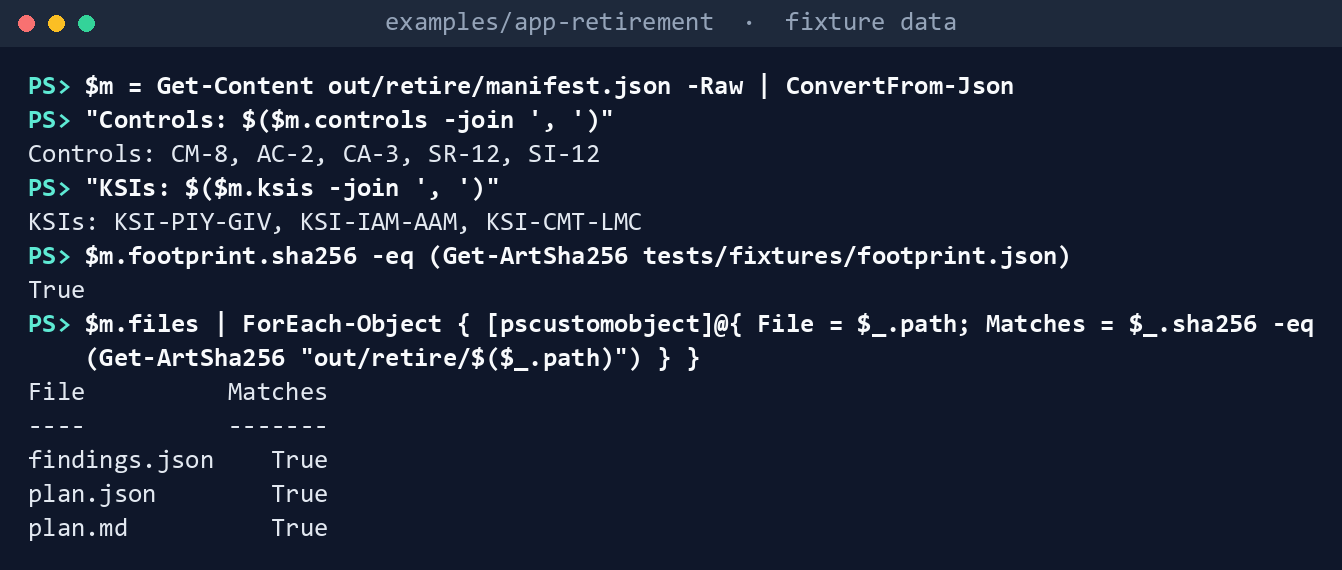 examples/app-retirement · fixture data
PS> $m = Get-Content out/retire/manifest.json -Raw | ConvertFrom-Json
PS> "Controls: $($m.controls -join ', ')"
Controls: CM-8, AC-2, CA-3, SR-12, SI-12
PS> "KSIs: $($m.ksis -join ', ')"
KSIs: KSI-PIY-GIV, KSI-IAM-AAM, KSI-CMT-LMC
PS> $m.footprint.sha256 -eq (Get-ArtSha256 tests/fixtures/footprint.json)
True
PS> $m.files | ForEach-Object { [pscustomobject]@{ File = $_.path; Matches = $_.sha256 -eq
    (Get-ArtSha256 "out/retire/$($_.path)") } }
File          Matches
----          -------
findings.json    True
plan.json        True
plan.md          True